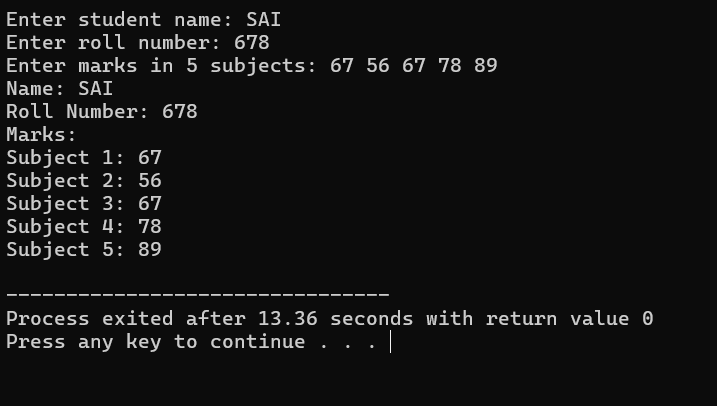 Enter student name: SAI
Enter roll number: 678
Enter marks in 5 subjects: 67 56 67 78 89
Name: SAI
Roll Number: 678
Marks:
Subject 1: 67
Subject 2: 56
Subject 3: 67
Subject 4: 78
Subject 5: 89
--------------------------------
Process exited after 13.36 seconds with return value 0
Press any key to continue . . .